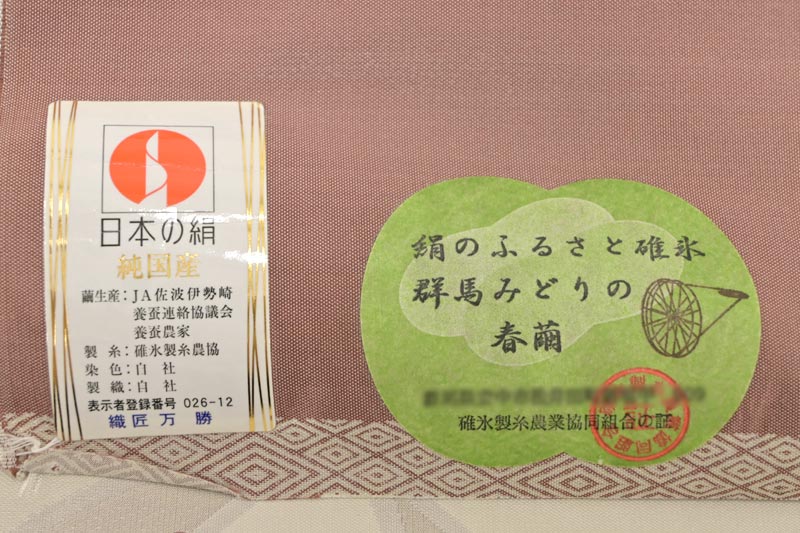 日本の絹
純国産
繭生産：JA佐波伊勢崎
養蚕連絡協議会
養蚕農家
製糸：碓氷製糸農協
染色：自社
製織：自社
表示者登録番号 026-12
織匠万勝
絹のふるさと碓氷
群馬みどりの
春繭
碓氷製糸農業協同組合の証